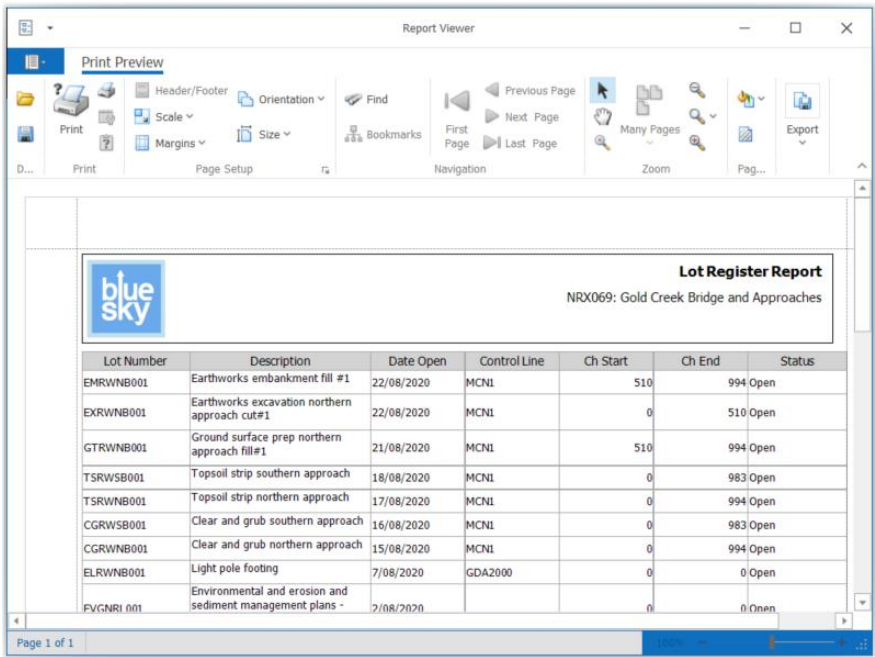 Report Viewer
Print Preview
Header/Footer
Orientation
Find
Previous Page
Scale
Next Page
Print
Size
Bookmarks
First Page
Many Pages
Export
Margins
Last Page
D...
Print
Page Setup
Navigation
Zoom
Pag...
blue sky
Lot Register Report
NRX069: Gold Creek Bridge and Approaches
Lot Number Description Date Open Control Line Ch Start Ch End Status
EMRWNB001 Earthworks embankment fill #1 22/08/2020 MCN1 510 994 Open
EXRWNB001 Earthworks excavation northern approach cut#1 22/08/2020 MCN1 0 510 Open
GTRWNB001 Ground surface prep northern approach fill#1 21/08/2020 MCN1 510 994 Open
TSRWSB001 Topsoil strip southern approach 18/08/2020 MCN1 0 983 Open
TSRWNB001 Topsoil strip northern approach 17/08/2020 MCN1 0 994 Open
CGRWSB001 Clear and grub southern approach 16/08/2020 MCN1 0 983 Open
CGRWNB001 Clear and grub northern approach 15/08/2020 MCN1 0 994 Open
ELRWNB001 Light pole footing 7/08/2020 GDA2000 0 0 Open
EVGNRL001 Environmental and erosion and sediment management plans - 2/08/2020 0 0 Open
Page 1 of 1
100%